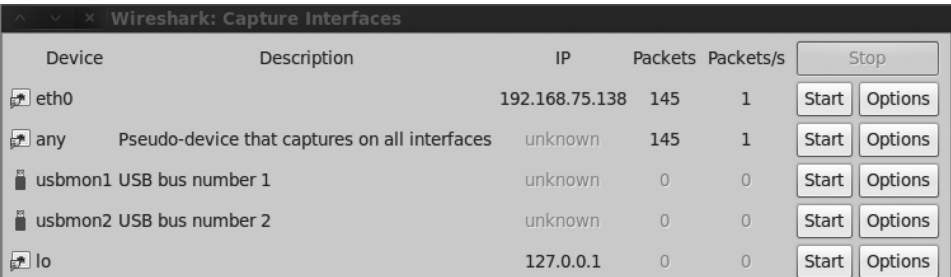 Wireshark: Capture Interfaces
Device Description IP Packets Packets/s Stop
eth0 192.168.75.138 145 1 Start Options
any Pseudo-device that captures on all interfaces unknown 145 1 Start Options
usbmon1 USB bus number 1 unknown 0 0 Start Options
usbmon2 USB bus number 2 unknown 0 0 Start Options
lo 127.0.0.1 0 0 Start Options